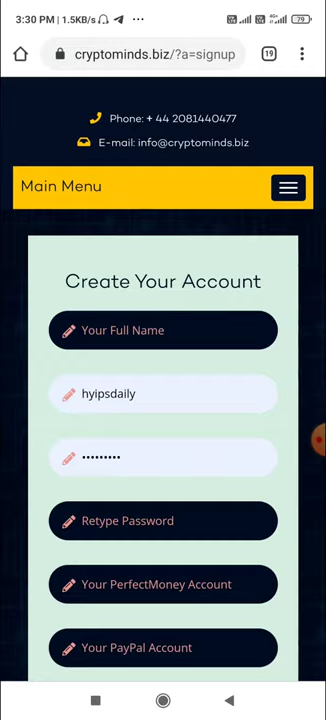 3:30 PM | 1.5KB/s
79
cryptominds.biz/?a=signup
19
Phone: + 44 2081440477
E-mail: info@cryptominds.biz
Main Menu
Create Your Account
Your Full Name
hyipsdaily
•••••••••
Retype Password
Your PerfectMoney Account
Your PayPal Account